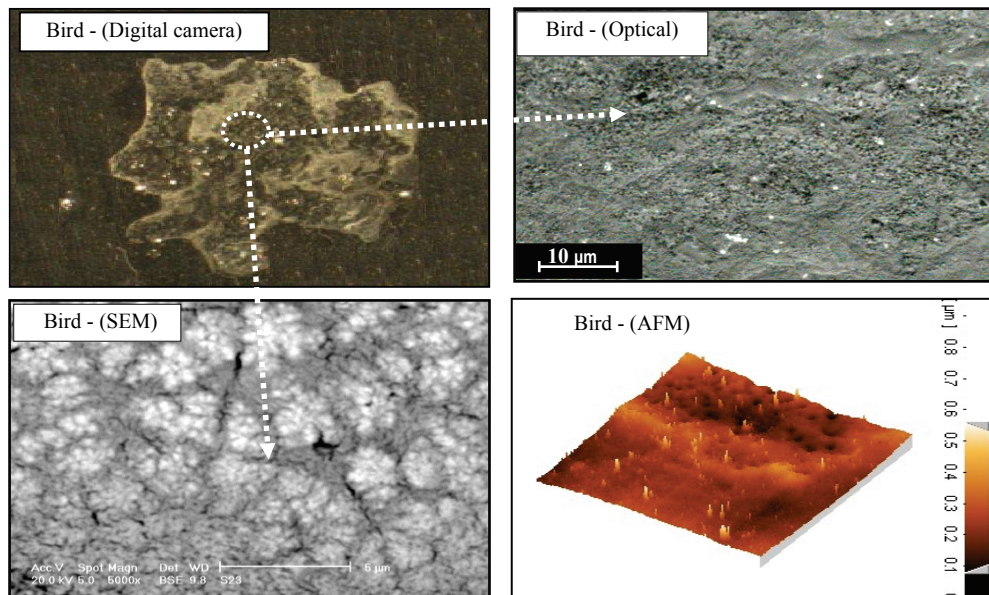 Bird - (Digital camera)
Bird - (Optical)
10 µm
Bird - (SEM)
Acc.V Spot Magn Det WD
20.0 kV 5.0 5000x BSE 9.8 S23
5 µm
Bird - (AFM)
[µm]
0.8
0.7
0.6
0.5
0.4
0.3
0.2
0.1
0